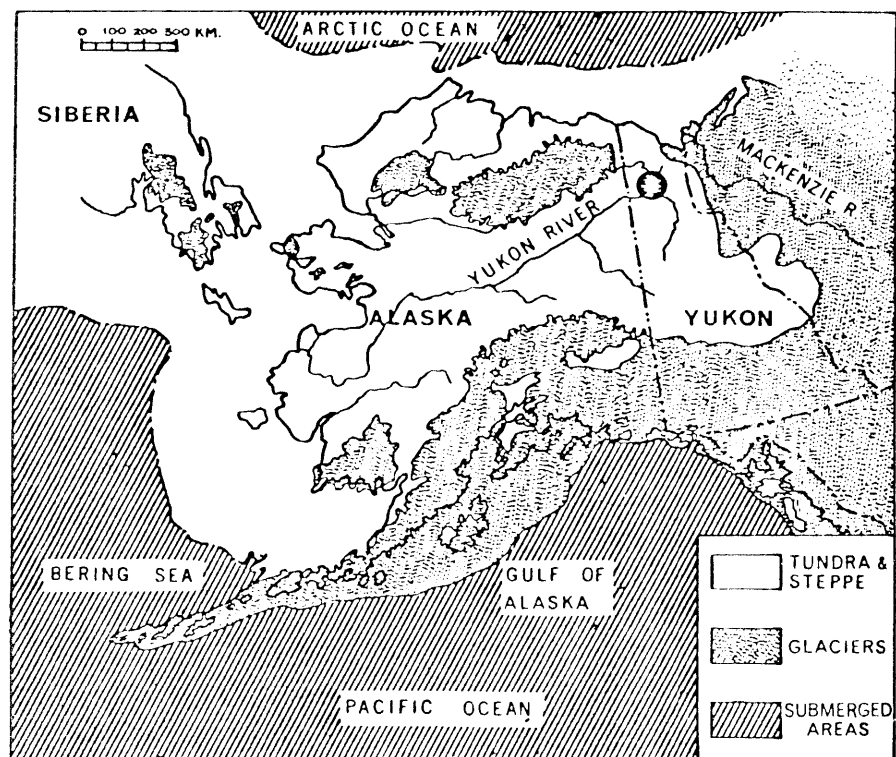 ARCTIC OCEAN
0 100 200 300 KM.
SIBERIA
MACKENZIE R
YUKON RIVER
ALASKA
YUKON
BERING SEA
GULF OF
ALASKA
PACIFIC OCEAN
TUNDRA &
STEPPE
GLACIERS
SUBMERGED
AREAS